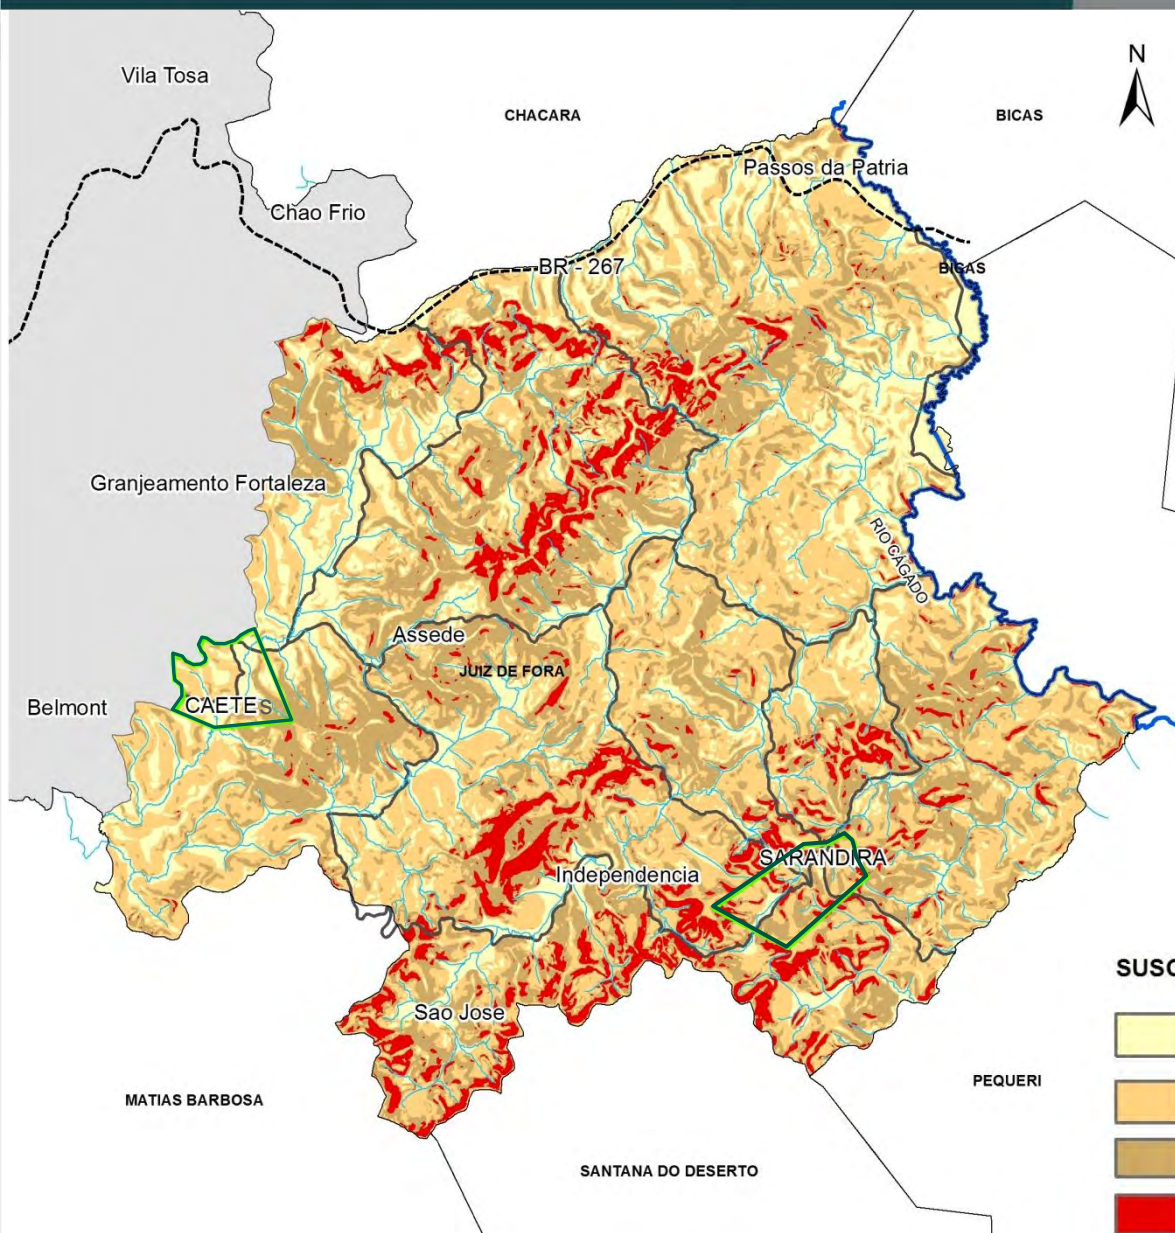 N
Vila Tosa
CHACARA
BICAS
Passos da Patria
Chao Frio
BR - 267
BICAS
Granjeamento Fortaleza
RIO CÁGADO
Assede
JUIZ DE FORA
Belmont
CAETES
SARANDIRA
Independencia
SUSC
Sao Jose
PEQUERI
MATIAS BARBOSA
SANTANA DO DESERTO